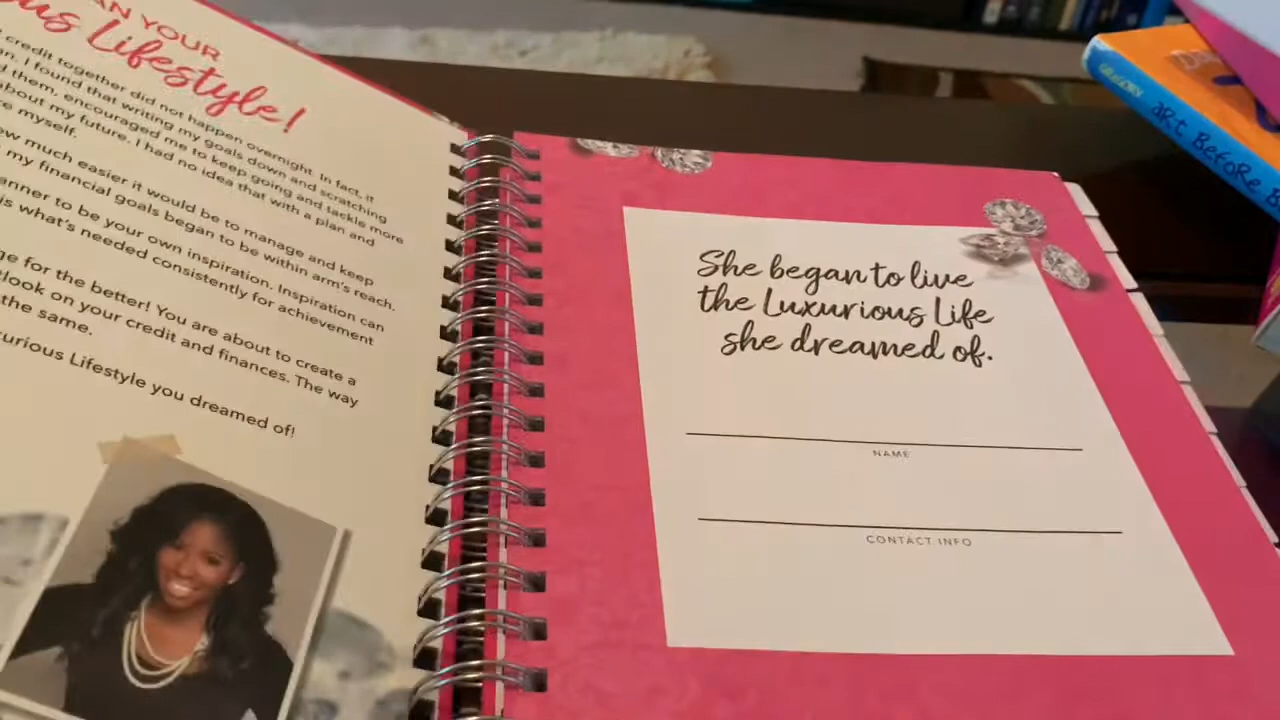 AN YOUR
us Lifestyle!
credit together did not happen overnight. In fact, it
I found that writing my goals down and scratching
them, encouraged me to keep going and tackle more
about my future. I had no idea that with a plan and
myself.
ew much easier it would be to manage and keep
my financial goals began to be within arm's reach.
anner to be your own inspiration. Inspiration can
is what's needed consistently for achievement
ge for the better! You are about to create a
look on your credit and finances. The way
the same.
urious Lifestyle you dreamed of!
She began to live
the Luxurious Life
she dreamed of.
NAME
CONTACT INFO
GREGORY
ART BEFORE B